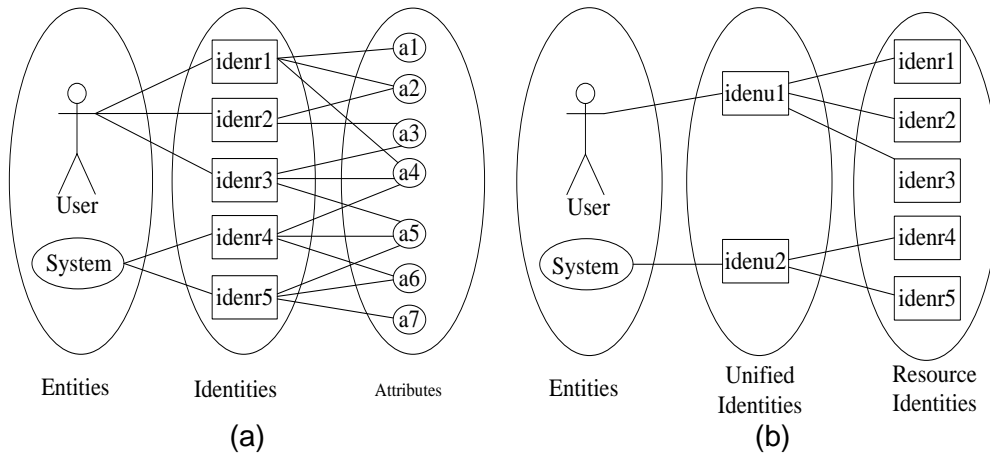 idenr1
idenr2
idenr3
idenr4
idenr5
a1
a2
a3
a4
a5
a6
a7
User
System
Entities
Identities
Attributes
(a)
User
System
idenu1
idenu2
idenr1
idenr2
idenr3
idenr4
idenr5
Entities
Unified
Identities
Resource
Identities
(b)